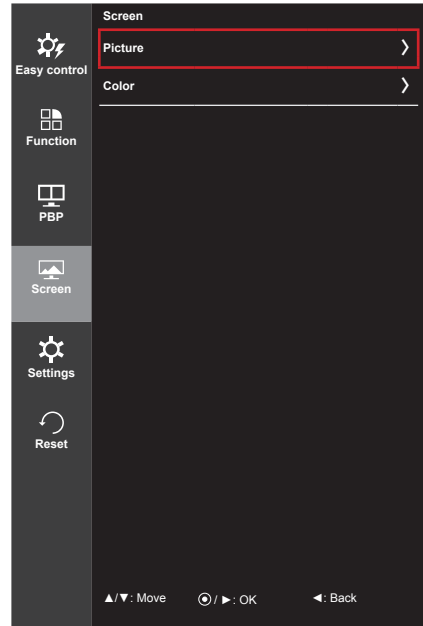 Easy control
Function
PBP
Screen
Settings
Reset
Screen
Picture
Color
▲/▼: Move ◉ / ►: OK ◄: Back